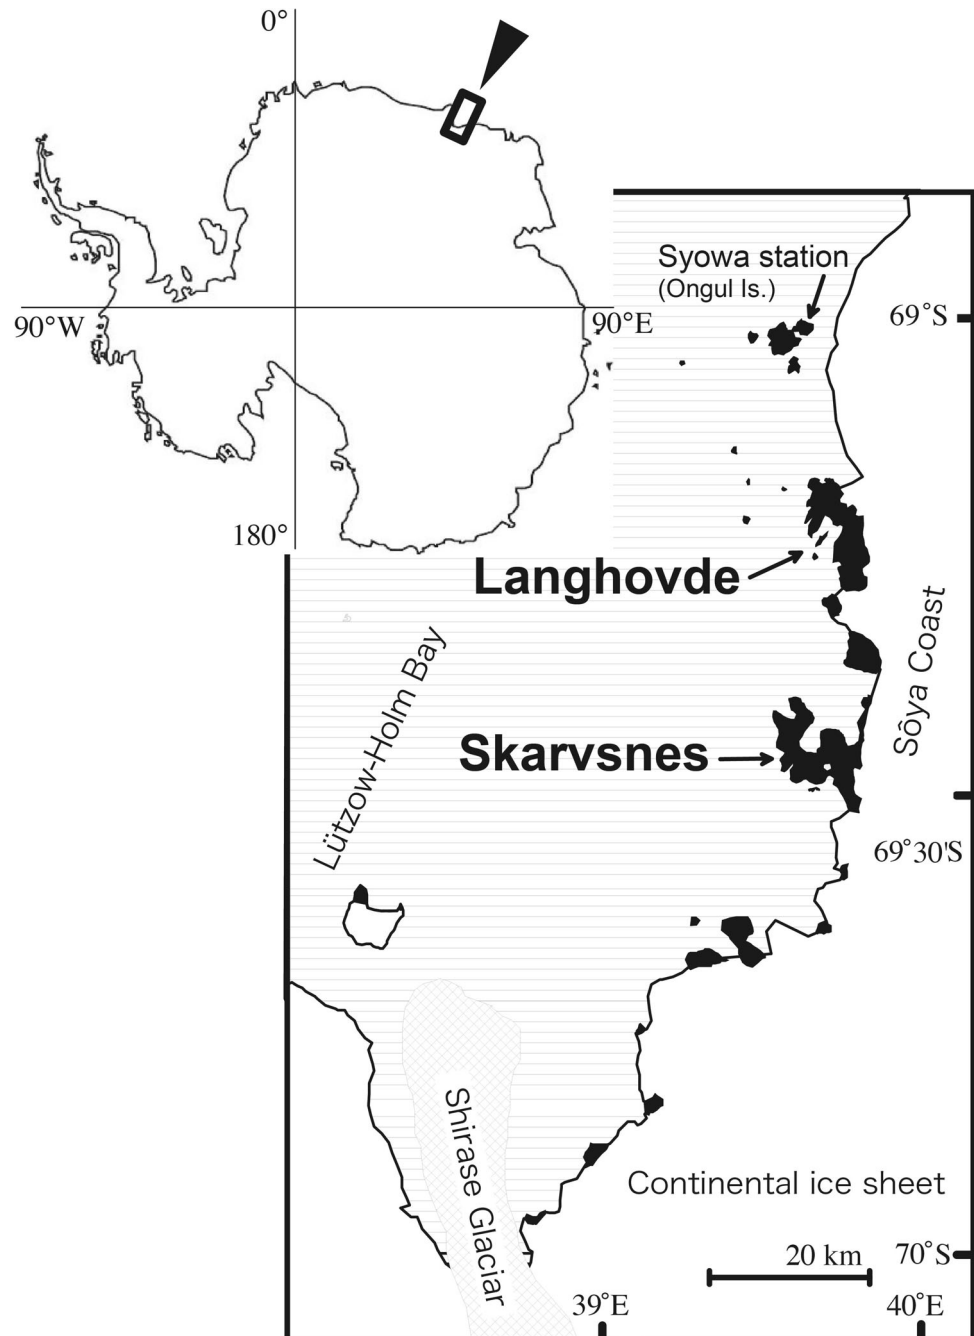 0°
90°W
90°E
180°
Syowa station
(Ongul Is.)
69°S
Langhovde
Sôya Coast
Lützow-Holm Bay
Skarvsnes
69°30'S
Shirase Glaciar
Continental ice sheet
20 km
70°S
39°E
40°E